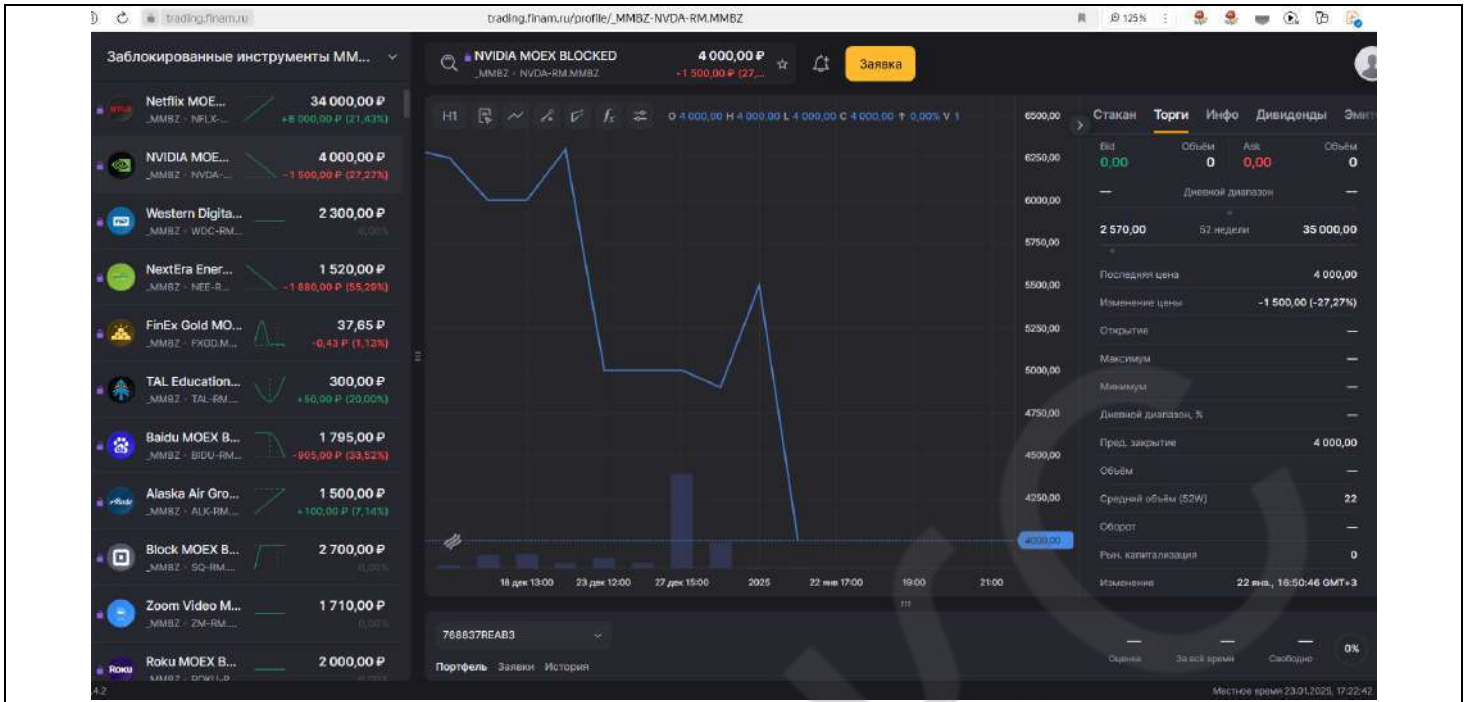 trading.finam.ru
trading.finam.ru/profile/_MMBZ-NVDA-RM.MMBZ
125%
Заблокированные инструменты MM...
NVIDIA MOEX BLOCKED
_MMBZ · NVDA-RM.MMBZ
4 000,00 ₽
-1 500,00 ₽ (27,...
Заявка
Netflix MOE...
34 000,00 ₽
_MMBZ · NFLX-...
+6 000,00 ₽ (21,43%)
NVIDIA MOE...
4 000,00 ₽
_MMBZ · NVDA-...
-1 500,00 ₽ (27,27%)
Western Digita...
2 300,00 ₽
_MMBZ · WDC-RM...
0,00%
NextEra Ener...
1 520,00 ₽
_MMBZ · NEE-R...
-1 880,00 ₽ (55,29%)
FinEx Gold MO...
37,65 ₽
_MMBZ · FXGD.M...
-0,43 ₽ (1,13%)
TAL Education...
300,00 ₽
_MMBZ · TAL-RM....
+50,00 ₽ (20,00%)
Baidu MOEX B...
1 795,00 ₽
_MMBZ · BIDU-RM...
-905,00 ₽ (33,52%)
Alaska Air Gro...
1 500,00 ₽
_MMBZ · ALK-RM....
+100,00 ₽ (7,14%)
Block MOEX B...
2 700,00 ₽
_MMBZ · SQ-RM....
0,00%
Zoom Video M...
1 710,00 ₽
_MMBZ · ZM-RM....
0,00%
Roku
Roku MOEX B...
2 000,00 ₽
H1
O 4 000,00 H 4 000,00 L 4 000,00 C 4 000,00 ↑ 0,00% V 1
6500,00
6250,00
6000,00
5750,00
5500,00
5250,00
5000,00
4750,00
4500,00
4250,00
4000,00
18 дек 13:00 23 дек 12:00 27 дек 15:00 2025 22 янв 17:00 19:00 21:00
Стакан Торги Инфо Дивиденды Эмит
Bid Объём Ask Объём
0,00 0 0,00 0
— Дневной диапазон —
2 570,00 52 недели 35 000,00
Последняя цена 4 000,00
Изменение цены -1 500,00 (-27,27%)
Открытие —
Максимум —
Минимум —
Дневной диапазон, % —
Пред. закрытие 4 000,00
Объём —
Средний объём (52W) 22
Оборот —
Рын. капитализация 0
Изменение 22 янв., 16:50:46 GMT+3
768837REAB3
Портфель Заявки История
— — — 0%
Оценка За всё время Свободно
4.2
Местное время 23.01.2025, 17:22:42